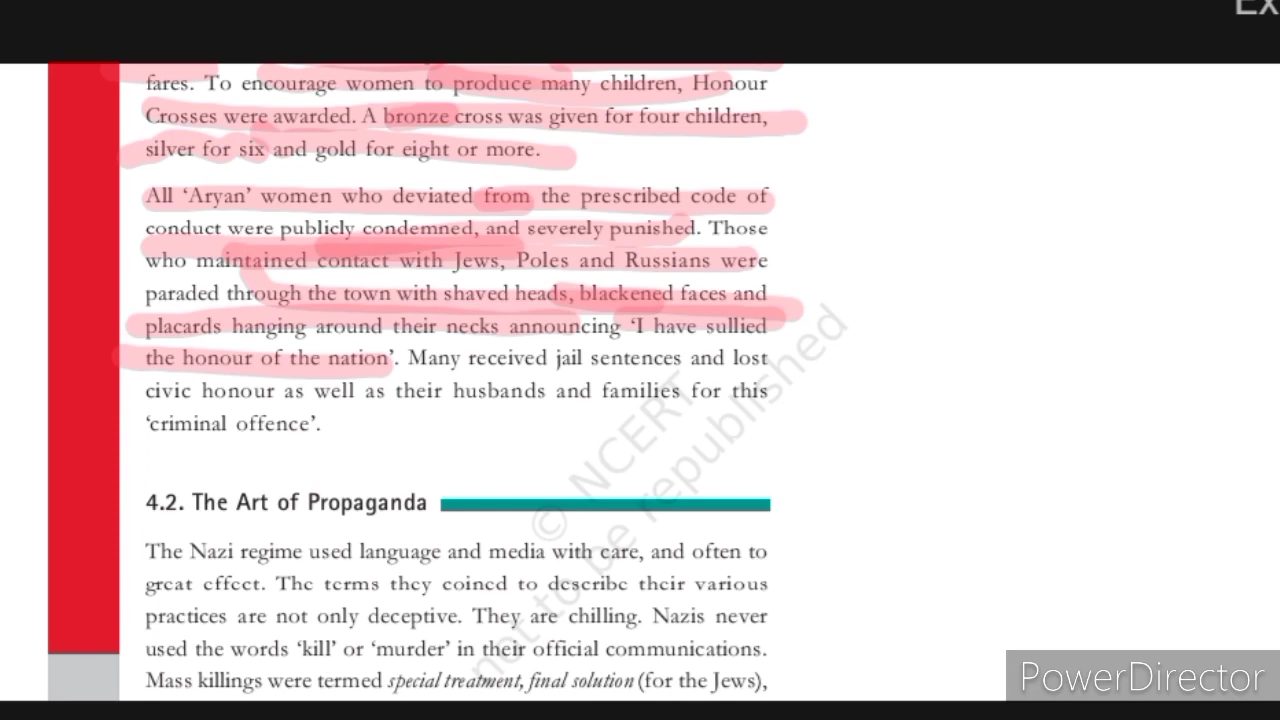 Ex
fares. To encourage women to produce many children, Honour
Crosses were awarded. A bronze cross was given for four children,
silver for six and gold for eight or more.
All ‘Aryan’ women who deviated from the prescribed code of
conduct were publicly condemned, and severely punished. Those
who maintained contact with Jews, Poles and Russians were
paraded through the town with shaved heads, blackened faces and
placards hanging around their necks announcing ‘I have sullied
the honour of the nation’. Many received jail sentences and lost
civic honour as well as their husbands and families for this
‘criminal offence’.
4.2. The Art of Propaganda
The Nazi regime used language and media with care, and often to
great effect. The terms they coined to describe their various
practices are not only deceptive. They are chilling. Nazis never
used the words ‘kill’ or ‘murder’ in their official communications.
Mass killings were termed special treatment, final solution (for the Jews),
© NCERT
not to be republished
PowerDirector